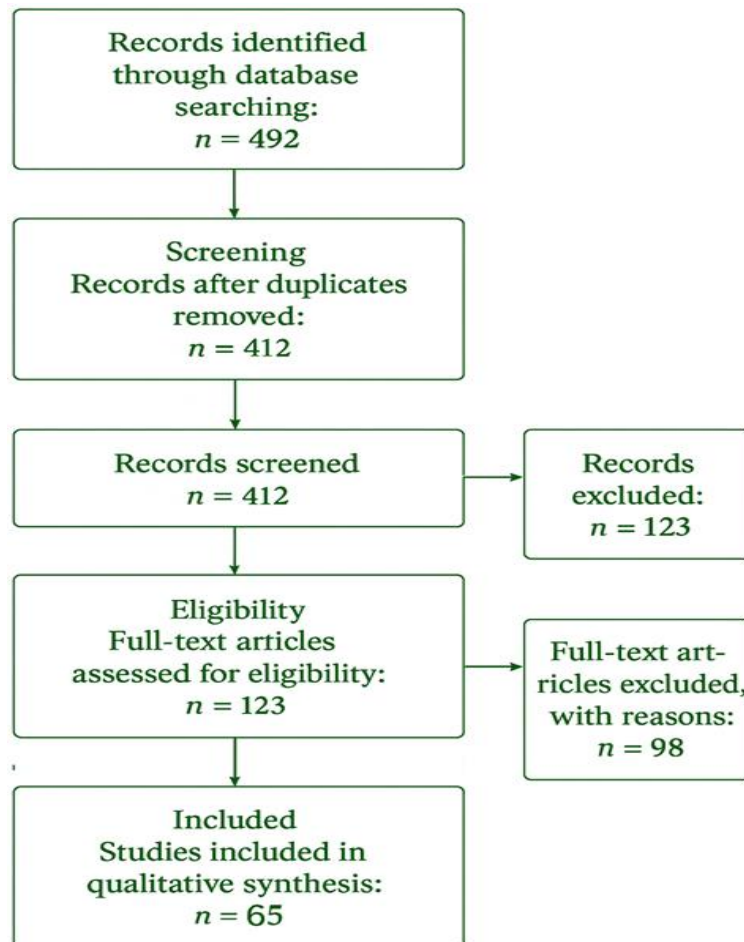 Records identified
through database
searching:
n = 492
Screening
Records after duplicates
removed:
n = 412
Records screened
n = 412
Records
excluded:
n = 123
Eligibility
Full-text articles
assessed for eligibility:
n = 123
Full-text art-
ricles excluded,
with reasons:
n = 98
Included
Studies included in
qualitative synthesis:
n = 65